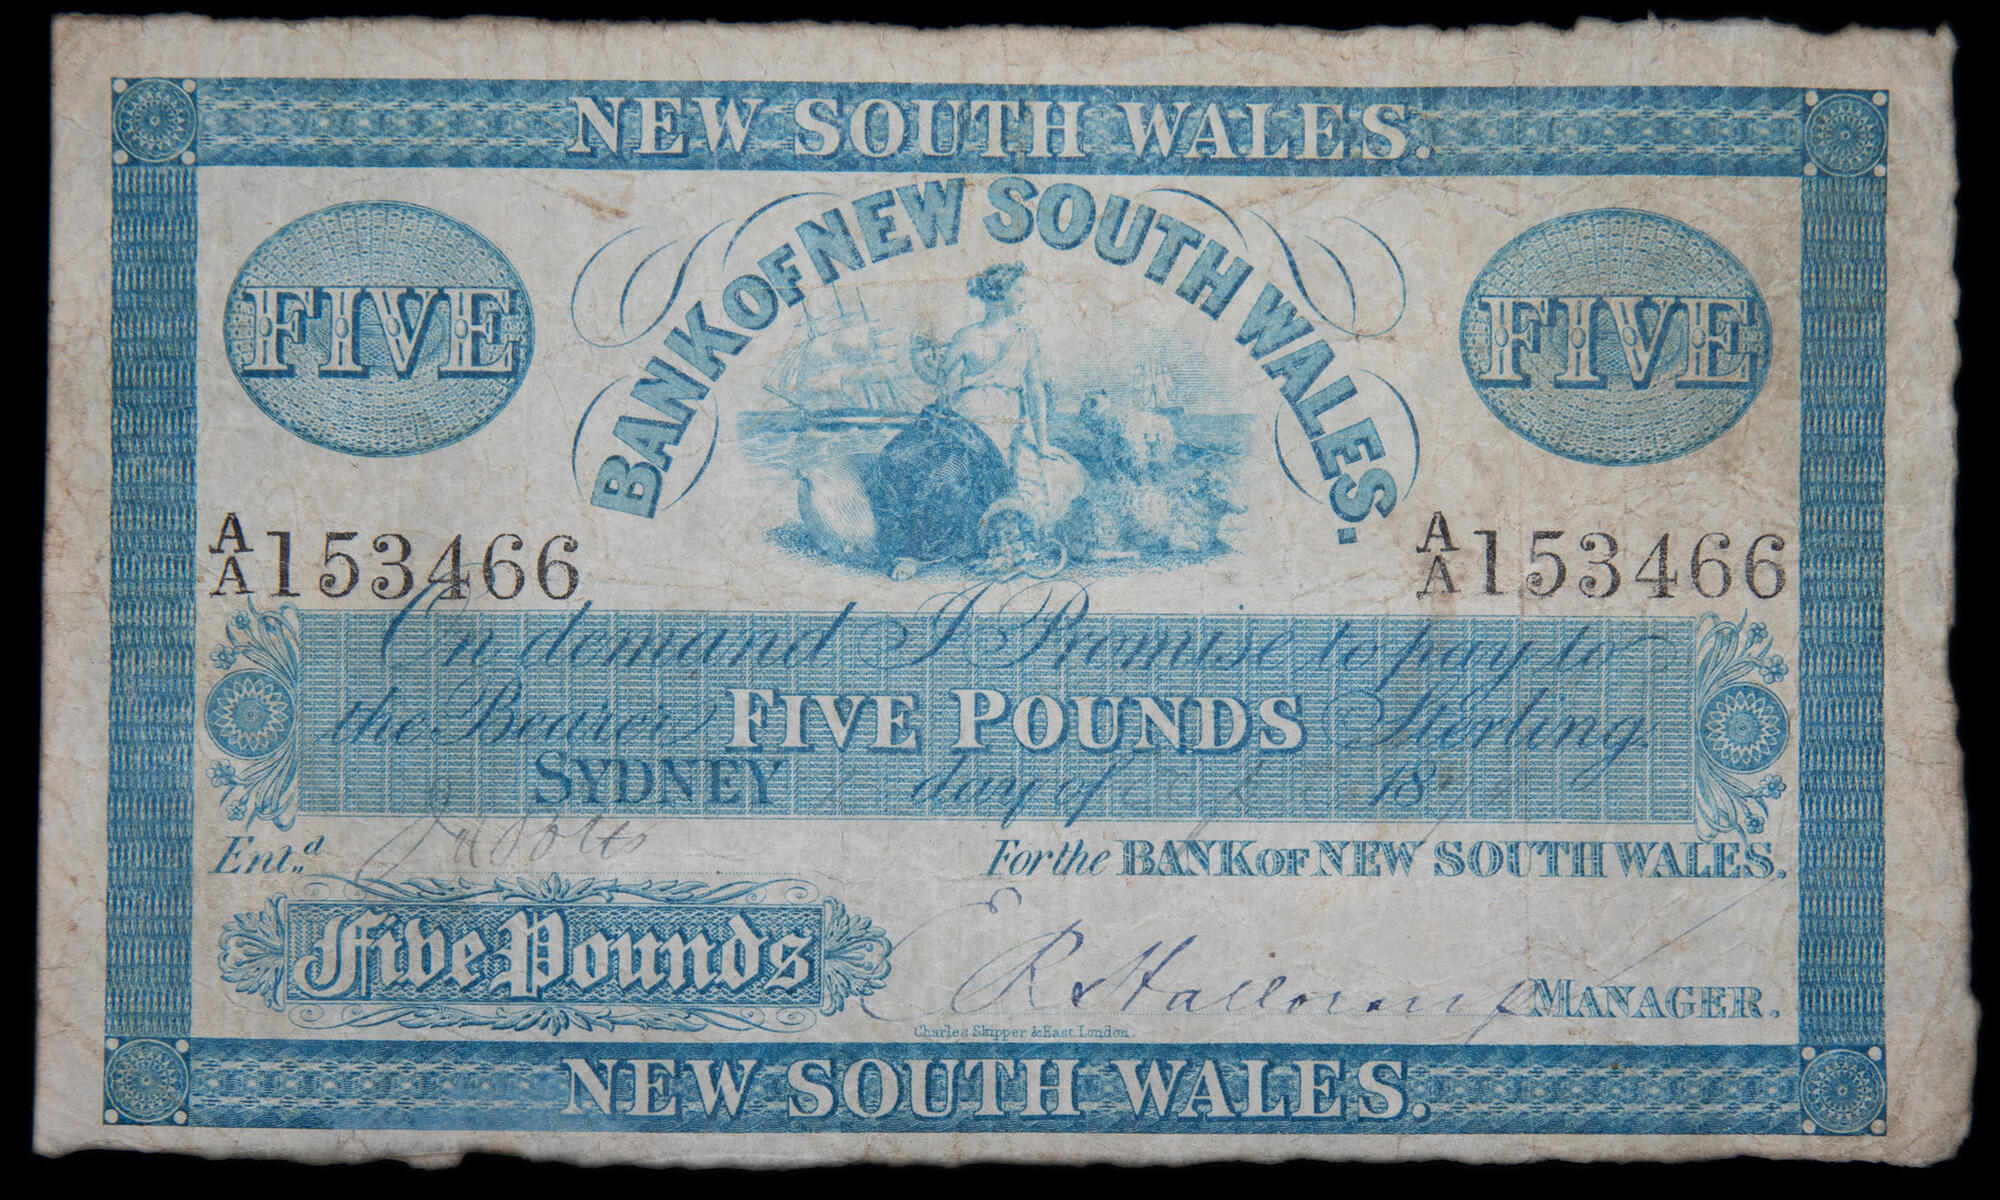 NEW SOUTH WALES.
BANK OF NEW SOUTH WALES.
FIVE FIVE
A/A 153466 A/A 153466
On demand I Promise to pay to
the Bearer FIVE POUNDS Sterling.
SYDNEY day of 18
Ent,,d
For the BANK OF NEW SOUTH WALES.
Five Pounds
MANAGER.
Charles Skipper & East London.
NEW SOUTH WALES.